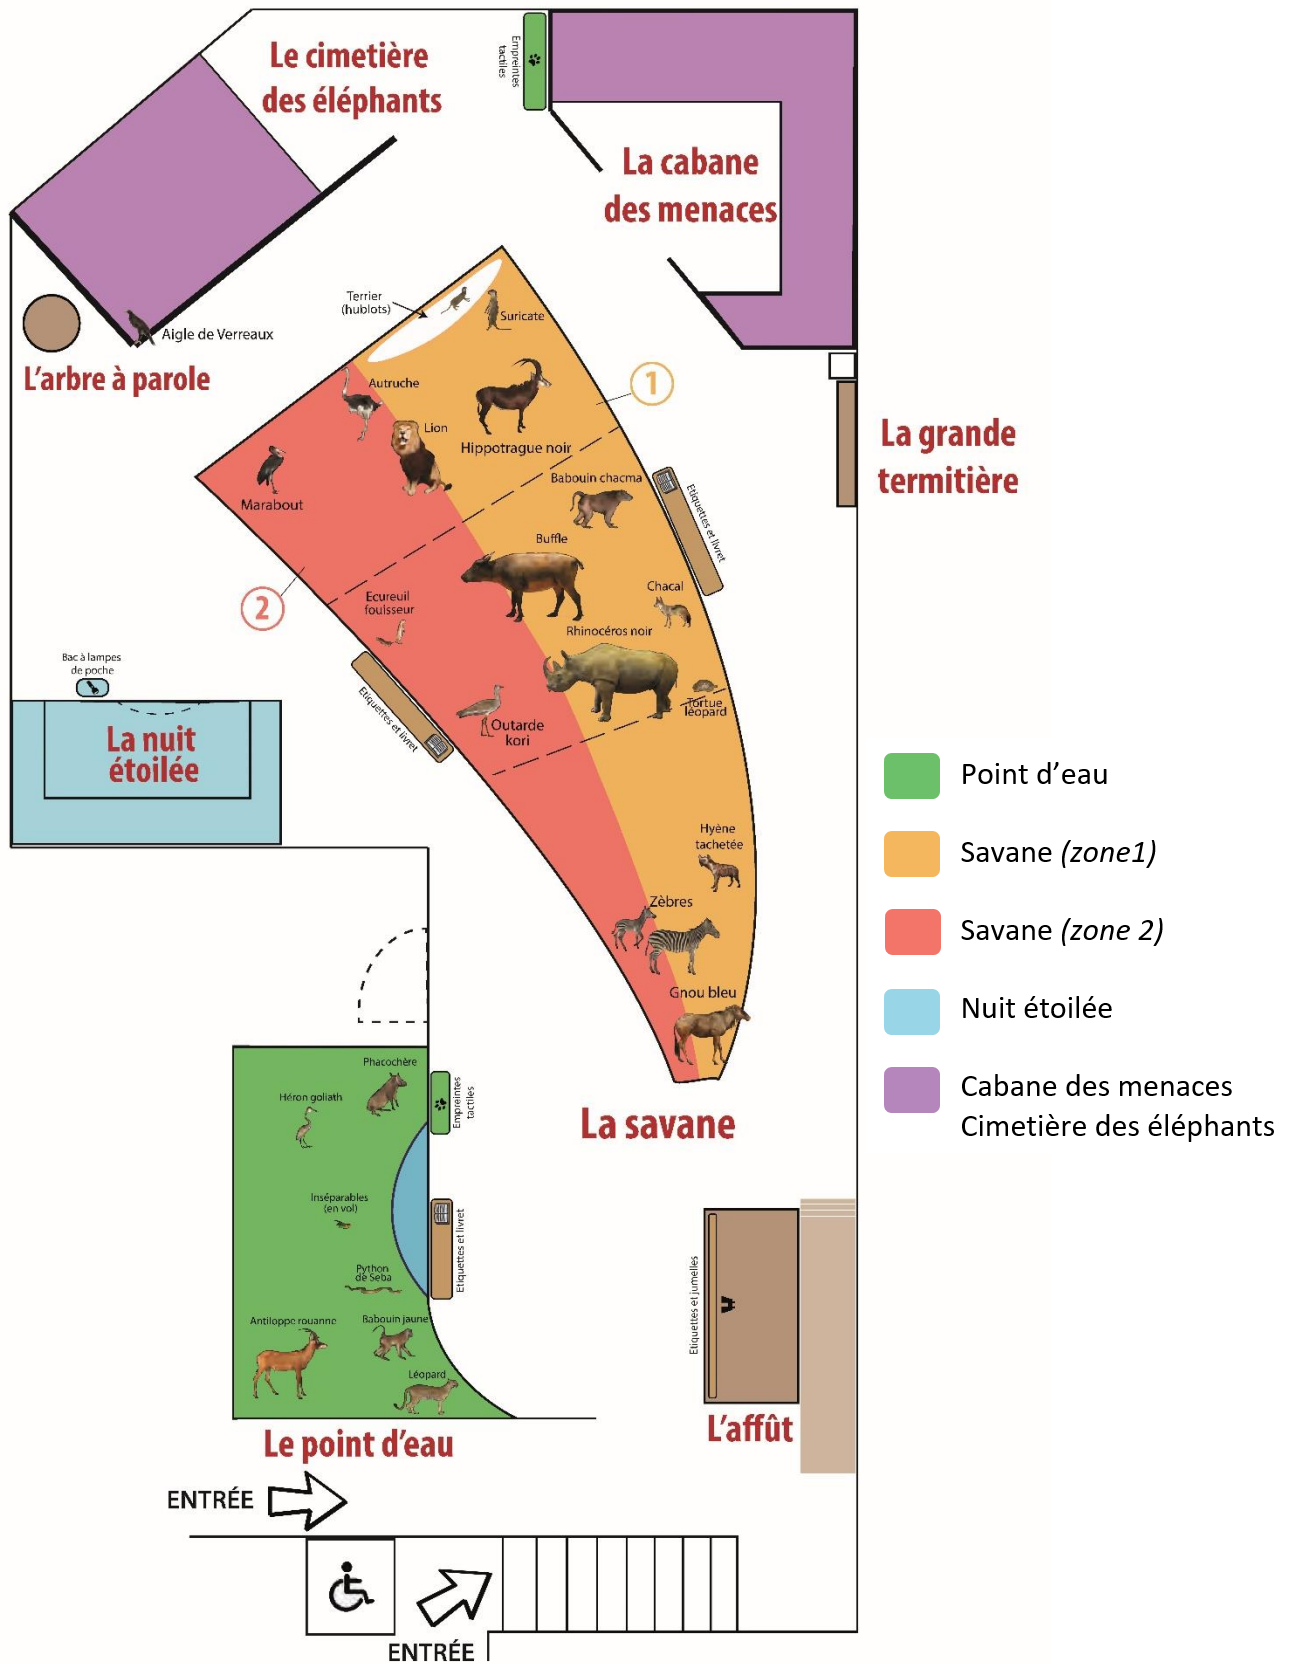 Le cimetière
des éléphants
Empreintes
tactiles
La cabane
des menaces
Terrier
(hublots)
Suricate
Aigle de Verreaux
L'arbre à parole
Autruche
1
Lion
Hippotrague noir
La grande
termitière
Marabout
Babouin chacma
Etiquettes et livret
Buffle
2
Ecureuil
fouisseur
Chacal
Rhinocéros noir
Bac à lampes
de poche
Tortue
léopard
Etiquettes et livret
Outarde
kori
La nuit
étoilée
Point d’eau
Savane (zone1)
Savane (zone 2)
Nuit étoilée
Cabane des menaces
Cimetière des éléphants
Hyène
tachetée
Zèbres
Gnou bleu
Phacochère
Héron goliath
Empreintes
tactiles
La savane
Inséparables
(en vol)
Etiquettes et livret
Python
de Seba
Antiloppe rouanne
Babouin jaune
Léopard
Etiquettes et jumelles
L'affût
Le point d'eau
ENTRÉE
ENTRÉE